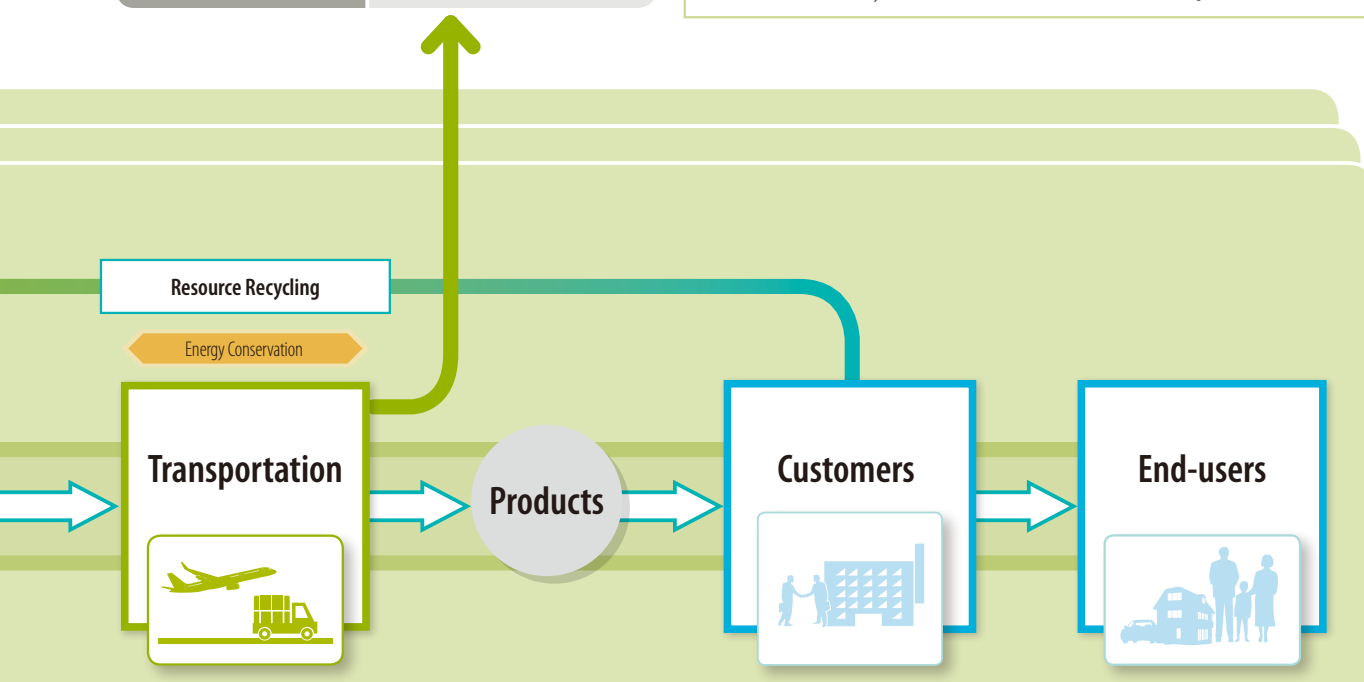 Resource Recycling
Energy Conservation
Transportation
Products
Customers
End-users